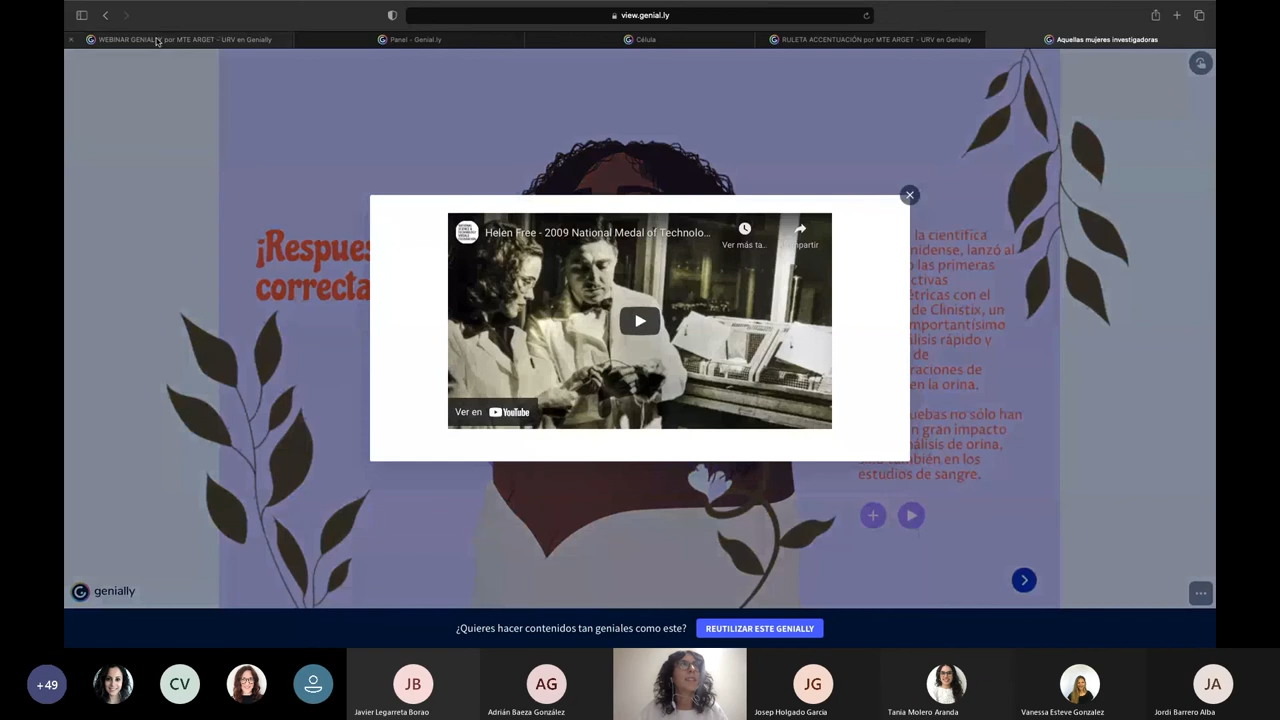 view.genial.ly
WEBINAR GENIALLY por MTE ARGET - URV en Genially
Panel - Genial.ly
Célula
RULETA ACCENTUACIÓN por MTE ARGET - URV en Genially
Aquellas mujeres investigadoras
¡Respues
correcta
Helen Free - 2009 National Medal of Technolo...
Ver más ta...
Ver en YouTube
la científica
nidense, lanzó al
o las primeras
ctivas
étricas con el
de Clinistix, un
mportantísimo
lisis rápido y
de
raciones de
en la orina.
uebas no sólo han
n gran impacto
álisis de orina,
sino también en los
estudios de sangre.
genially
¿Quieres hacer contenidos tan geniales como este?
REUTILIZAR ESTE GENIALLY
+49
CV
JB
AG
JG
JA
Javier Legarreta Borao
Adrián Baeza González
Josep Holgado García
Tania Molero Aranda
Vanessa Esteve Gonzalez
Jordi Barrero Alba